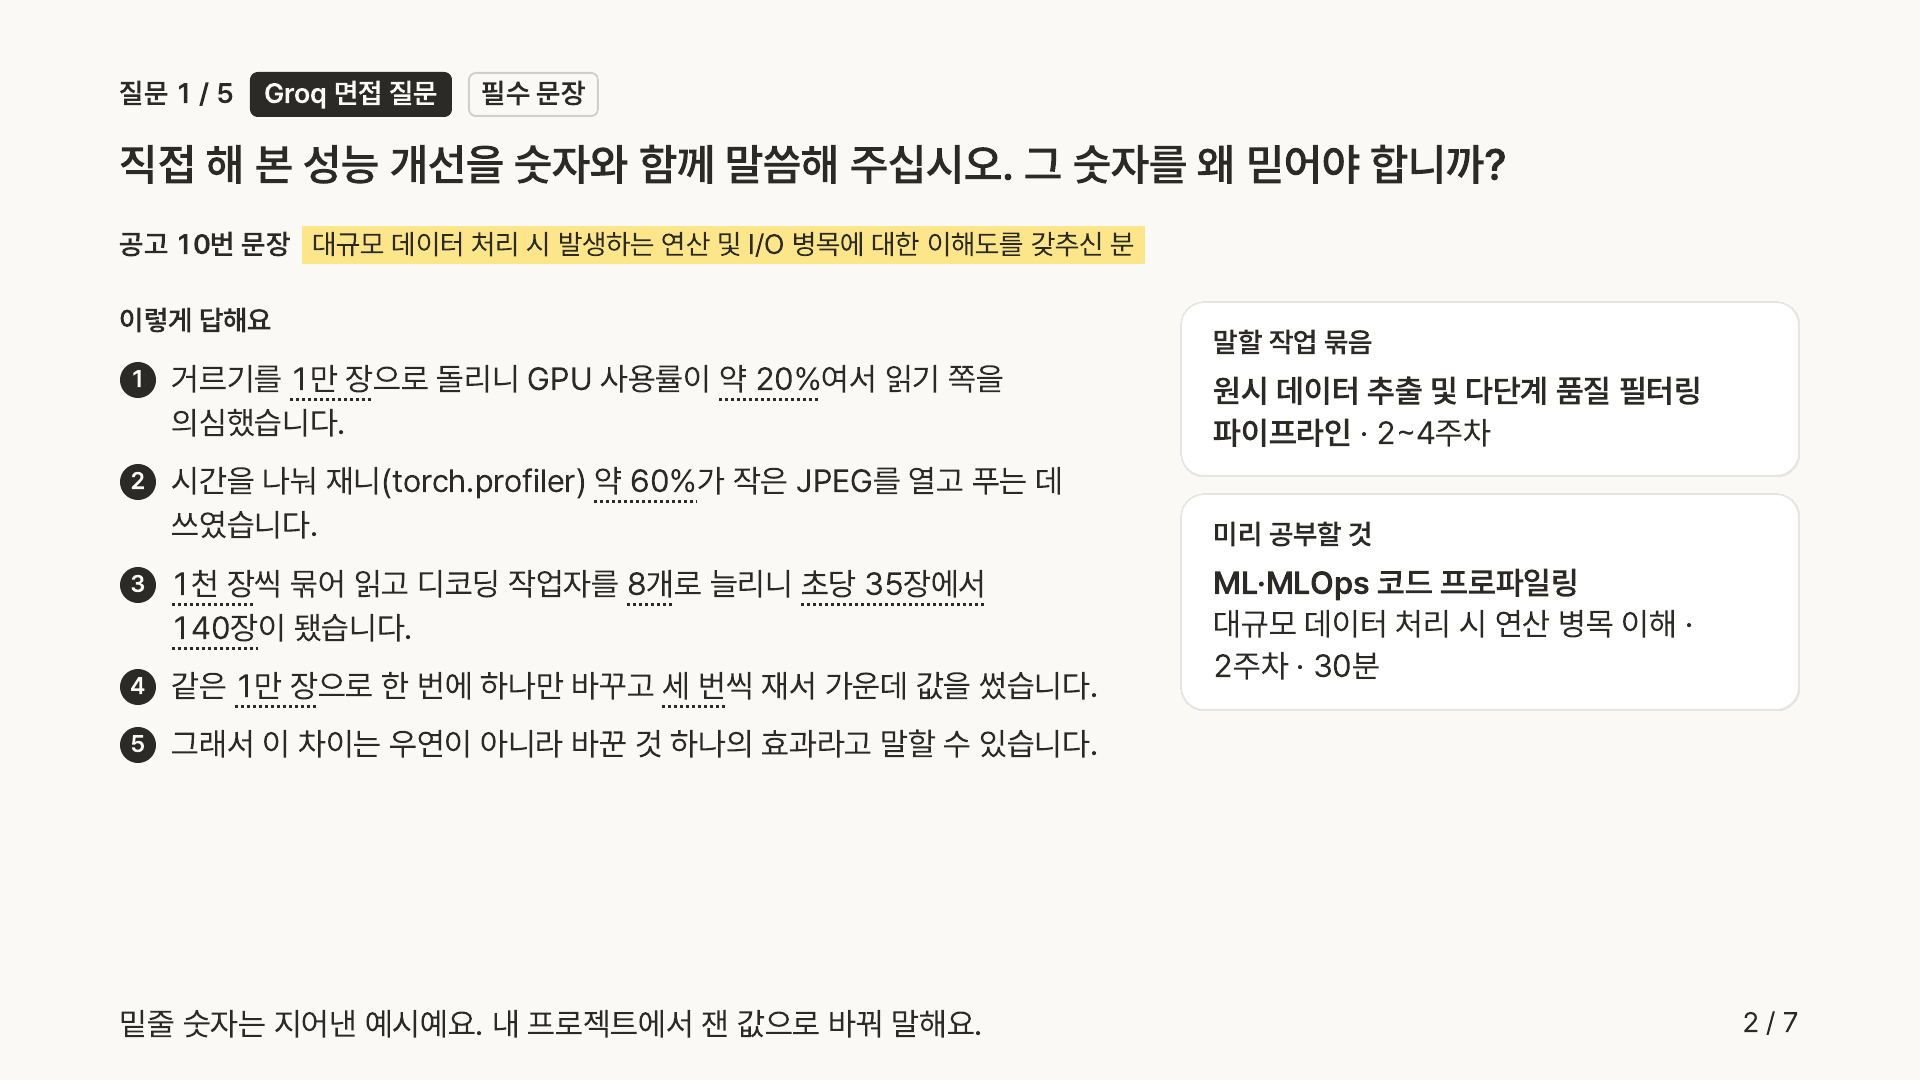 질문 1 / 5 Groq 면접 질문 필수 문장
직접 해 본 성능 개선을 숫자와 함께 말씀해 주십시오. 그 숫자를 왜 믿어야 합니까?
공고 10번 문장 대규모 데이터 처리 시 발생하는 연산 및 I/O 병목에 대한 이해도를 갖추신 분
이렇게 답해요
1 거르기를 1만 장으로 돌리니 GPU 사용률이 약 20%여서 읽기 쪽을
의심했습니다.
2 시간을 나눠 재니(torch.profiler) 약 60%가 작은 JPEG를 열고 푸는 데
쓰였습니다.
3 1천 장씩 묶어 읽고 디코딩 작업자를 8개로 늘리니 초당 35장에서
140장이 됐습니다.
4 같은 1만 장으로 한 번에 하나만 바꾸고 세 번씩 재서 가운데 값을 썼습니다.
5 그래서 이 차이는 우연이 아니라 바꾼 것 하나의 효과라고 말할 수 있습니다.
말할 작업 묶음
원시 데이터 추출 및 다단계 품질 필터링
파이프라인 · 2~4주차
미리 공부할 것
ML·MLOps 코드 프로파일링
대규모 데이터 처리 시 연산 병목 이해 ·
2주차 · 30분
밑줄 숫자는 지어낸 예시예요. 내 프로젝트에서 잰 값으로 바꿔 말해요.
2 / 7